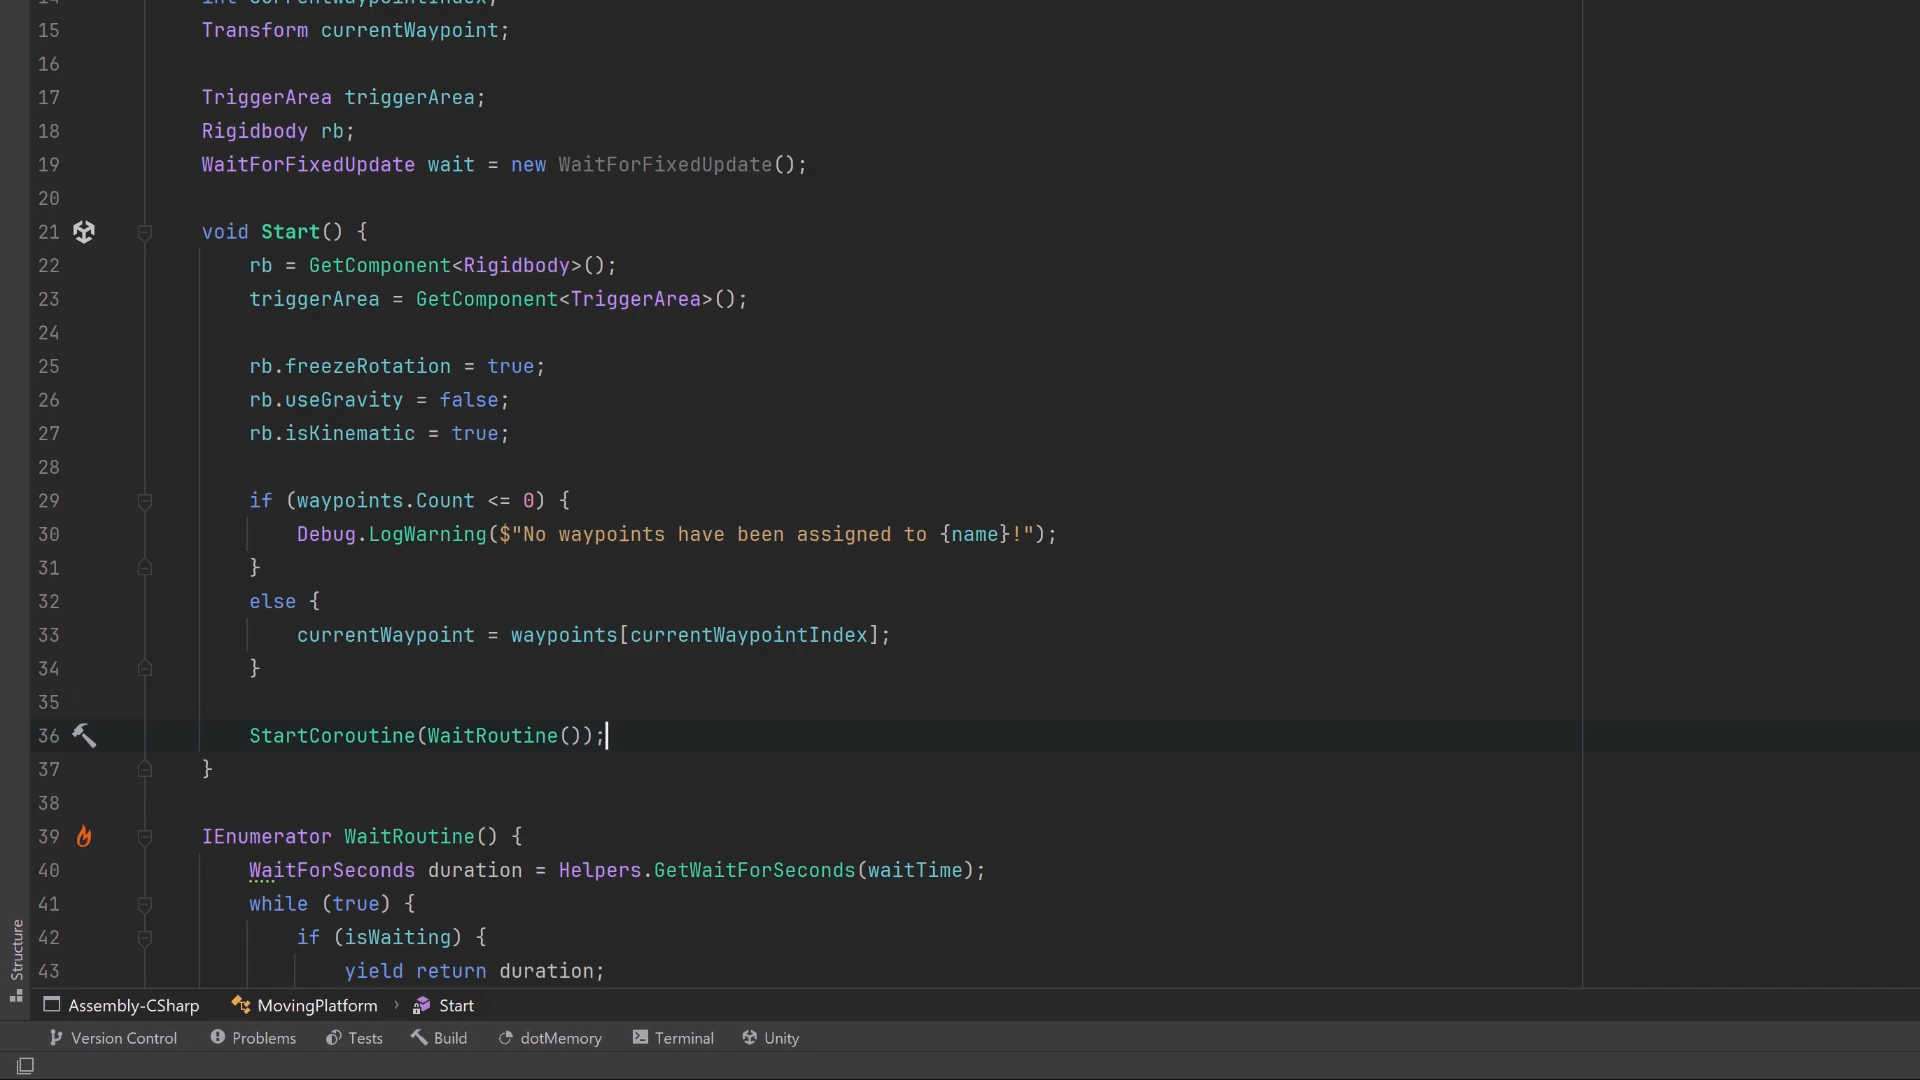 14 int currentWaypointIndex;
15 Transform currentWaypoint;
16
17 TriggerArea triggerArea;
18 Rigidbody rb;
19 WaitForFixedUpdate wait = new WaitForFixedUpdate();
20
21 void Start() {
22 rb = GetComponent<Rigidbody>();
23 triggerArea = GetComponent<TriggerArea>();
24
25 rb.freezeRotation = true;
26 rb.useGravity = false;
27 rb.isKinematic = true;
28
29 if (waypoints.Count <= 0) {
30 Debug.LogWarning($"No waypoints have been assigned to {name}!");
31 }
32 else {
33 currentWaypoint = waypoints[currentWaypointIndex];
34 }
35
36 StartCoroutine(WaitRoutine());
37 }
38
39 IEnumerator WaitRoutine() {
40 WaitForSeconds duration = Helpers.GetWaitForSeconds(waitTime);
41 while (true) {
42 if (isWaiting) {
43 yield return duration;
Structure
Assembly-CSharp MovingPlatform › Start
Version Control Problems Tests Build dotMemory Terminal Unity